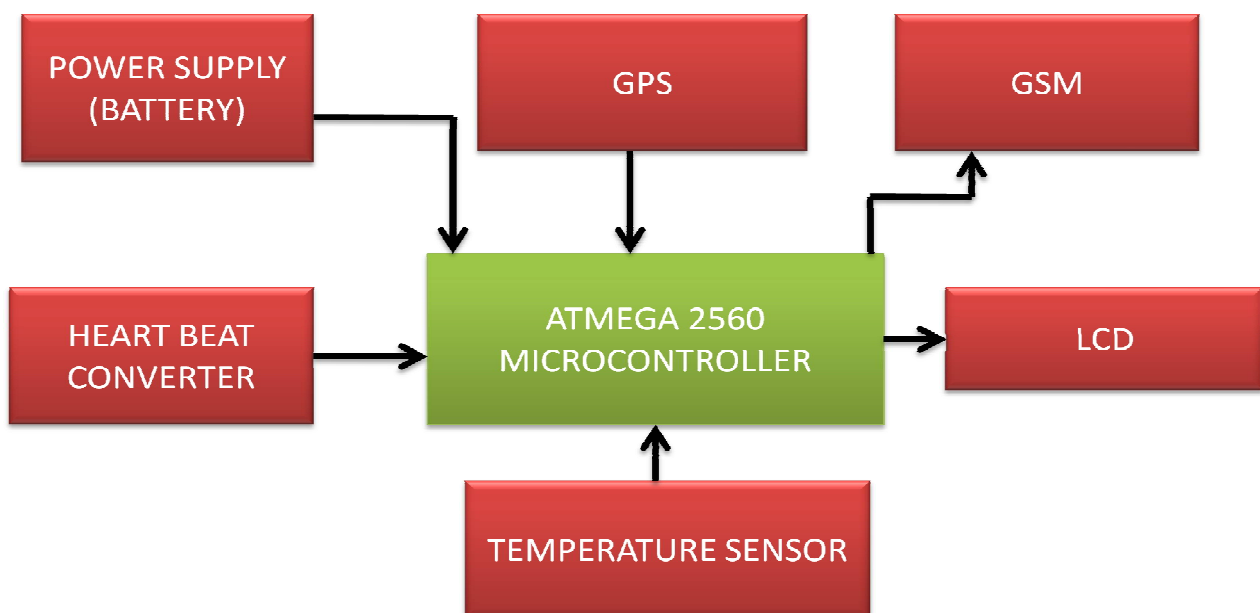 POWER SUPPLY
(BATTERY)
GPS
GSM
HEART BEAT
CONVERTER
ATMEGA 2560
MICROCONTROLLER
LCD
TEMPERATURE SENSOR